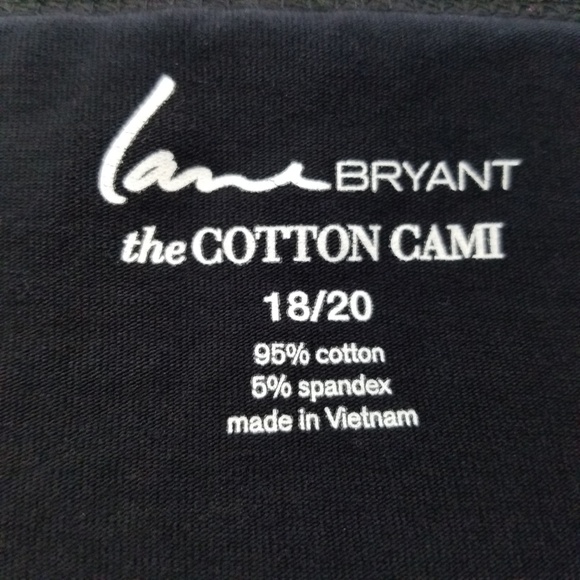 Lane BRYANT
the COTTON CAMI
18/20
95% cotton
5% spandex
made in Vietnam